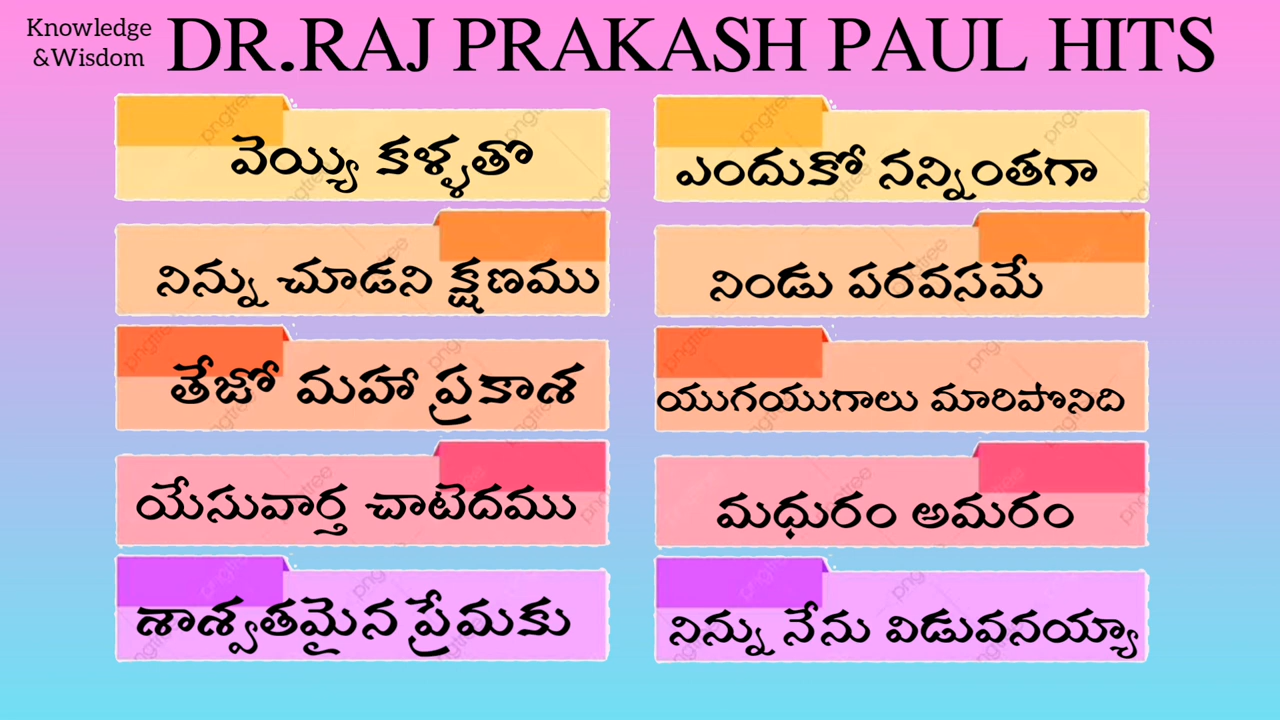 Knowledge
&Wisdom
DR.RAJ PRAKASH PAUL HITS
వెయ్యి కళ్ళతొ
ఎందుకో నన్నింతగా
నిన్ను చూడని క్షణము
నిండు పరవసమే
తేజో మహా ప్రకాశ
యుగయుగాలు మారిపొనిది
యేసువార్త చాటెదము
మధురం అమరం
శాశ్వతమైన ప్రేమకు
నిన్ను నేను విడువనయ్యా